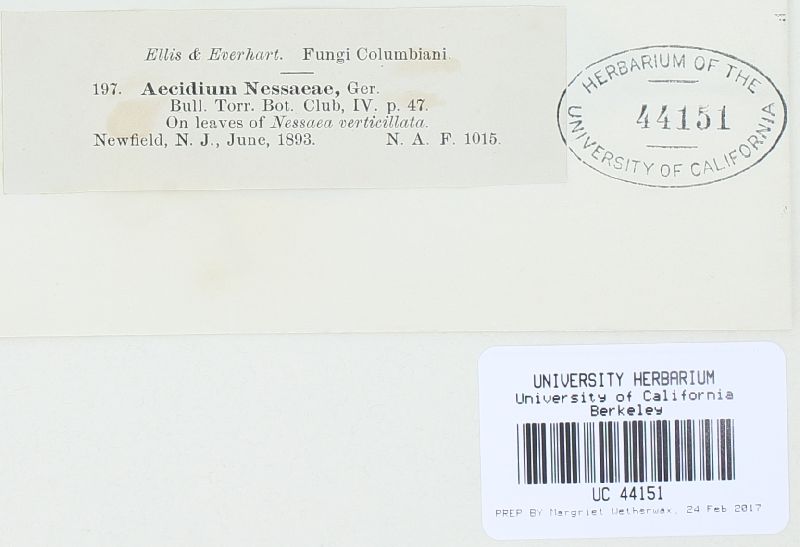 Ellis & Everhart. Fungi Columbiani.
197. Aecidium Nessaeae, Ger.
Bull. Torr. Bot. Club, IV. p. 47.
On leaves of Nessaea verticillata.
Newfield, N. J., June, 1893. N. A. F. 1015.
HERBARIUM OF THE
44151
UNIVERSITY OF CALIFORNIA
UNIVERSITY HERBARIUM
University of California
Berkeley
UC 44151
PREP BY Margriet Wetherwax, 24 Feb 2017